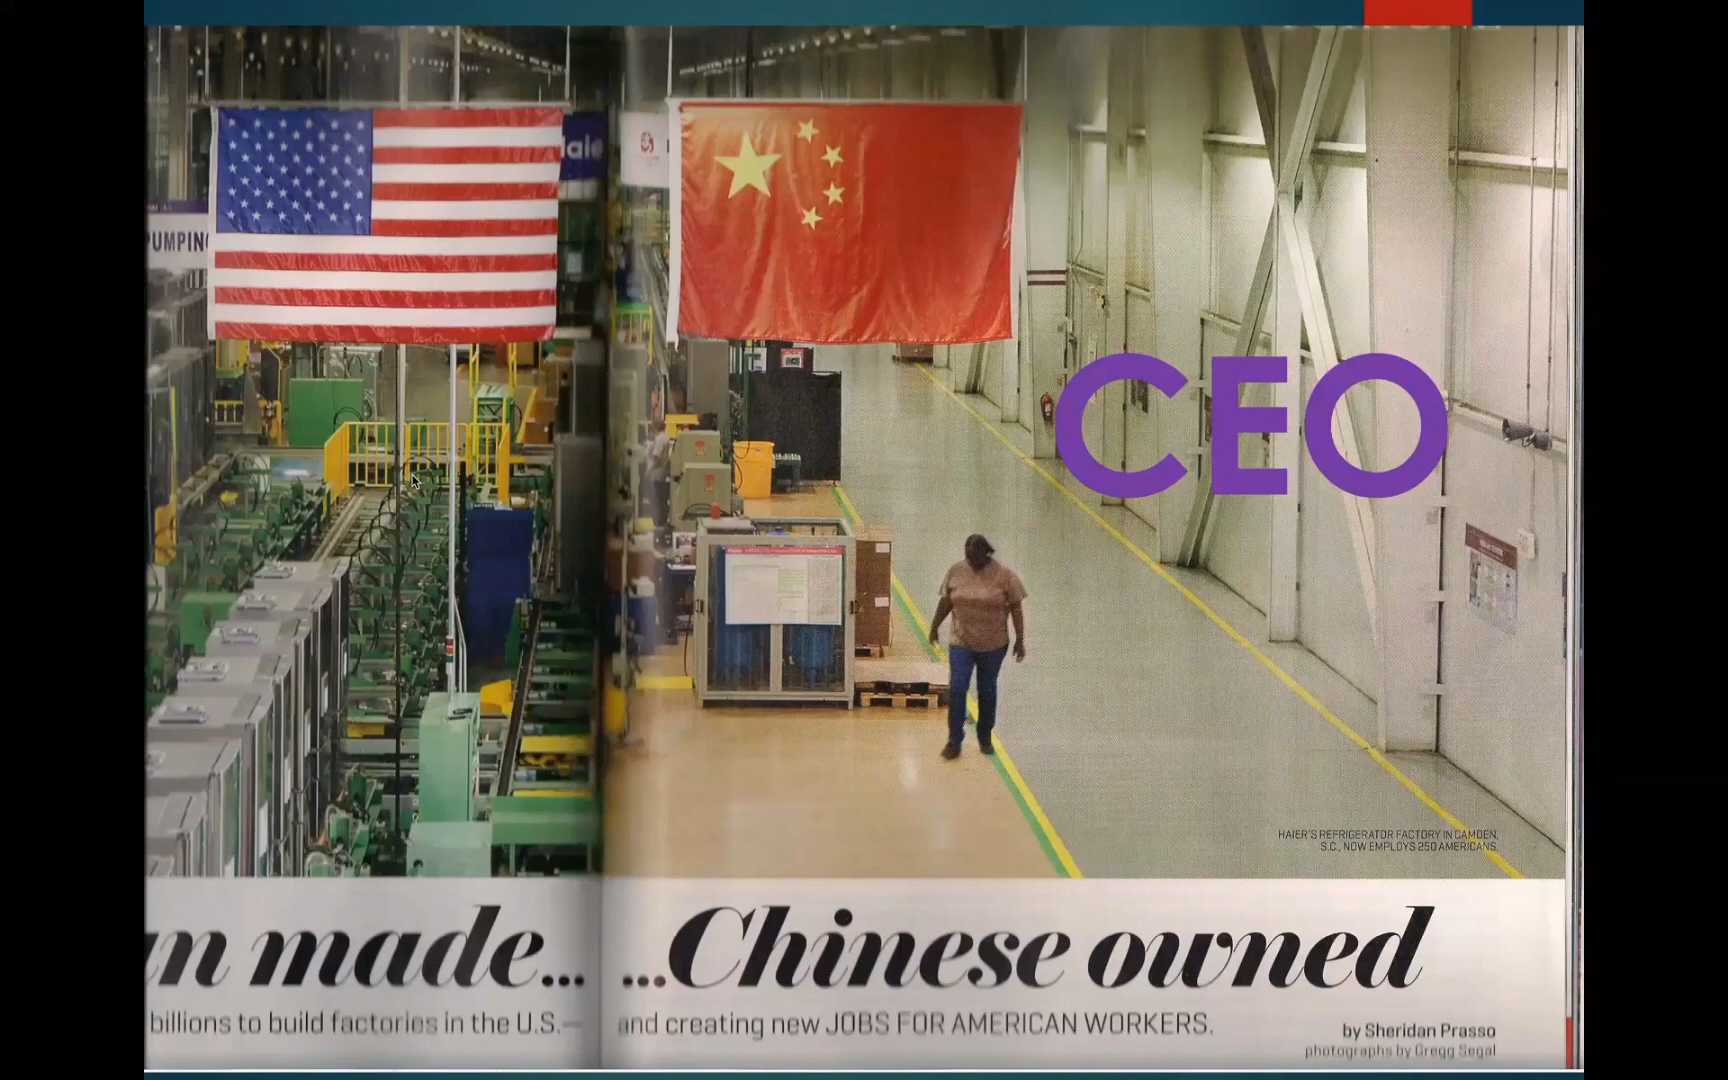 PUMPING
CEO
HAIER'S REFRIGERATOR FACTORY IN CAMDEN,
S.C., NOW EMPLOYS 250 AMERICANS.
an made... ...Chinese owned
billions to build factories in the U.S.— and creating new JOBS FOR AMERICAN WORKERS.
by Sheridan Prasso
photographs by Gregg Segal